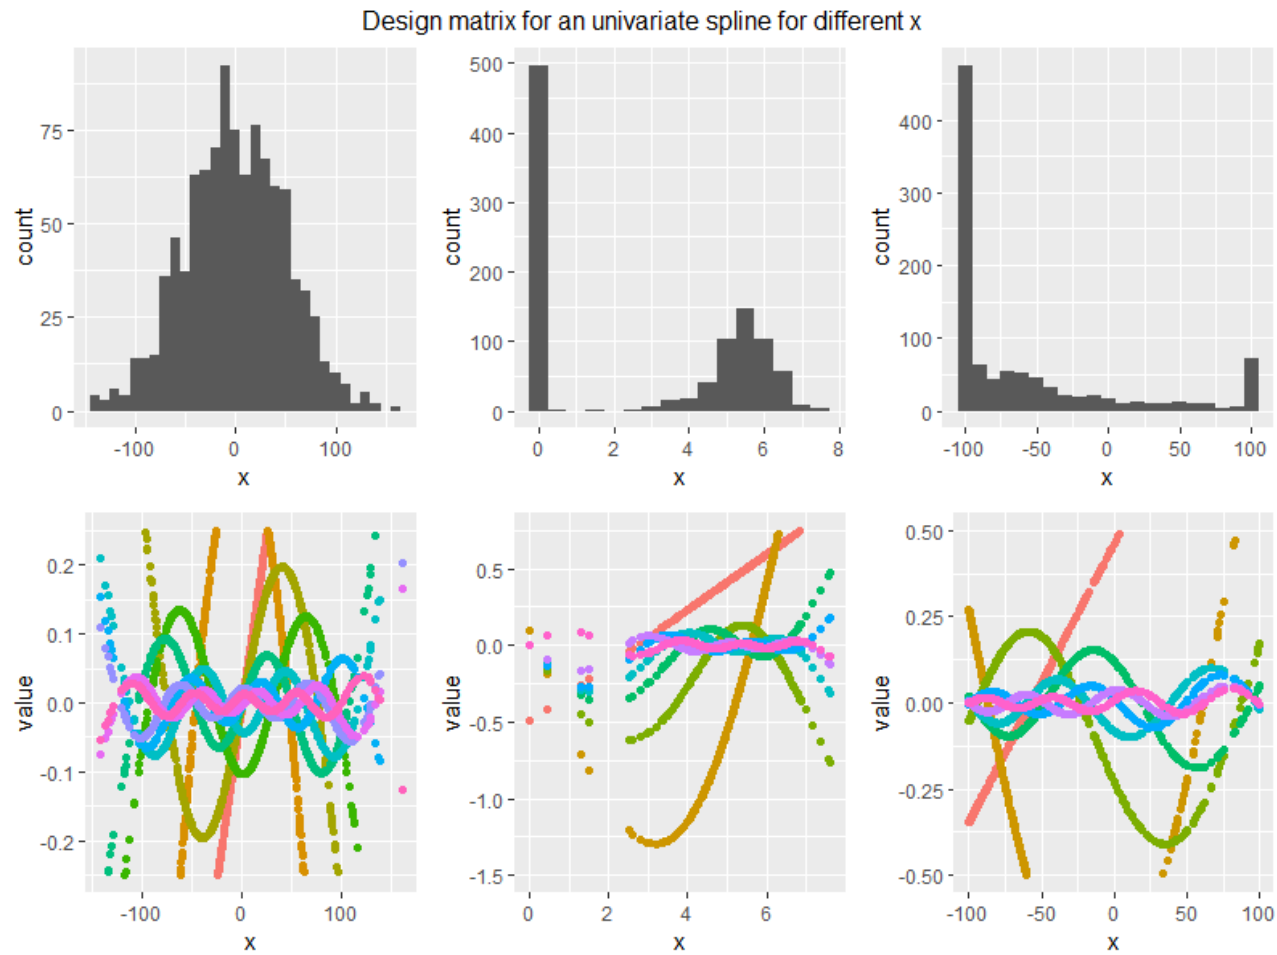 Design matrix for an univariate spline for different x
75
50
25
0
count
-100 0 100
x
500
400
300
200
100
0
count
0 2 4 6 8
x
400
300
200
100
0
count
-100 -50 0 50 100
x
0.2
0.1
0.0
-0.1
-0.2
value
-100 0 100
x
0.5
0.0
-0.5
-1.0
-1.5
value
0 2 4 6
x
0.50
0.25
0.00
-0.25
-0.50
value
-100 -50 0 50 100
x